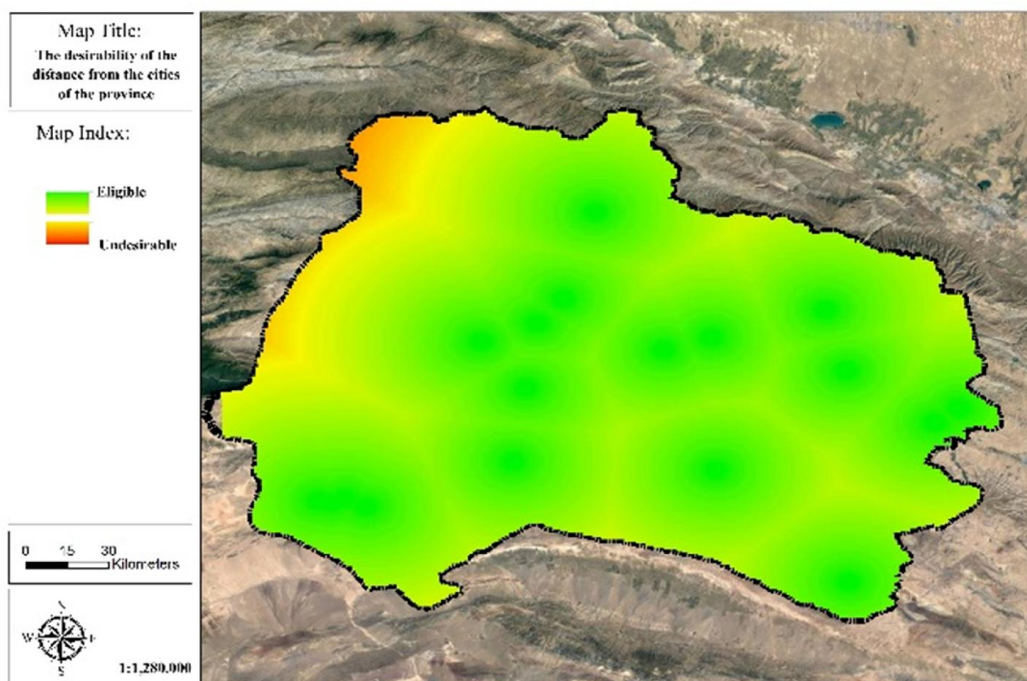 Map Title:
The desirability of the
distance from the cities
of the province
Map Index:
Eligible
Undesirable
0 15 30
Kilometers
N
W E
S
1:1,280,000